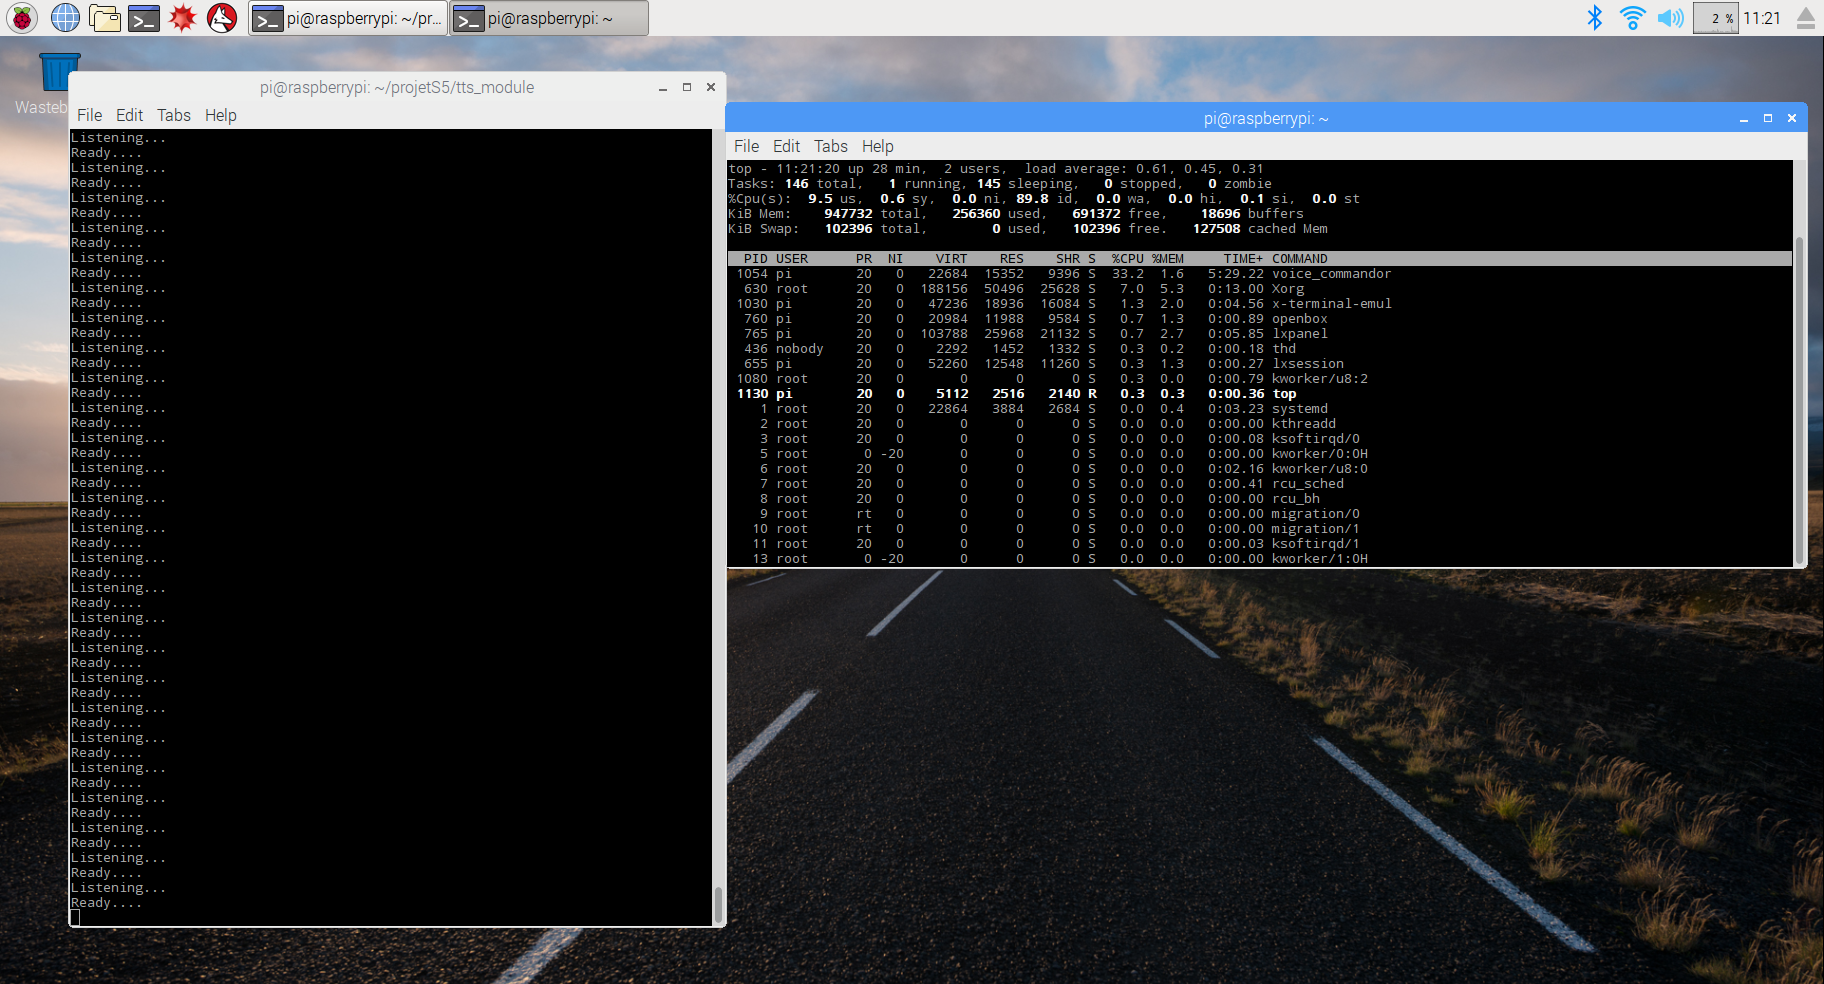 pi@raspberrypi: ~/pr...
pi@raspberrypi: ~
2 %
11:21
pi@raspberrypi: ~/projetS5/tts_module
File Edit Tabs Help
Listening...
Ready....
Listening...
Ready....
Listening...
Ready....
Listening...
Ready....
Listening...
Ready....
Listening...
Ready....
Listening...
Ready....
Listening...
Ready....
Listening...
Ready....
Listening...
Ready....
Listening...
Ready....
Listening...
Ready....
Listening...
Ready....
Listening...
Ready....
Listening...
Ready....
Listening...
Ready....
Listening...
Ready....
Listening...
Ready....
Listening...
Ready....
Listening...
Ready....
Listening...
Ready....
Listening...
Ready....
Listening...
Ready....
Listening...
Ready....
Listening...
Ready....
Listening...
Ready....
pi@raspberrypi: ~
File Edit Tabs Help
top - 11:21:20 up 28 min,  2 users,  load average: 0.61, 0.45, 0.31
Tasks: 146 total,   1 running, 145 sleeping,   0 stopped,   0 zombie
%Cpu(s):  9.5 us,  0.6 sy,  0.0 ni, 89.8 id,  0.0 wa,  0.0 hi,  0.1 si,  0.0 st
KiB Mem:    947732 total,   256360 used,   691372 free,    18696 buffers
KiB Swap:   102396 total,        0 used,   102396 free.   127508 cached Mem
PID USER      PR  NI    VIRT    RES    SHR S  %CPU %MEM     TIME+ COMMAND
1054 pi        20   0   22684  15352   9396 S  33.2  1.6   5:29.22 voice_commandor
630 root      20   0  188156  50496  25628 S   7.0  5.3   0:13.00 Xorg
1030 pi        20   0   47236  18936  16084 S   1.3  2.0   0:04.56 x-terminal-emul
760 pi        20   0   20984  11988   9584 S   0.7  1.3   0:00.89 openbox
765 pi        20   0  103788  25968  21132 S   0.7  2.7   0:05.85 lxpanel
436 nobody    20   0    2292   1452   1332 S   0.3  0.2   0:00.18 thd
655 pi        20   0   52260  12548  11260 S   0.3  1.3   0:00.27 lxsession
1080 root      20   0       0      0      0 S   0.3  0.0   0:00.79 kworker/u8:2
1130 pi        20   0    5112   2516   2140 R   0.3  0.3   0:00.36 top
1 root      20   0   22864   3884   2684 S   0.0  0.4   0:03.23 systemd
2 root      20   0       0      0      0 S   0.0  0.0   0:00.00 kthreadd
3 root      20   0       0      0      0 S   0.0  0.0   0:00.08 ksoftirqd/0
5 root       0 -20       0      0      0 S   0.0  0.0   0:00.00 kworker/0:0H
6 root      20   0       0      0      0 S   0.0  0.0   0:02.16 kworker/u8:0
7 root      20   0       0      0      0 S   0.0  0.0   0:00.41 rcu_sched
8 root      20   0       0      0      0 S   0.0  0.0   0:00.00 rcu_bh
9 root      rt   0       0      0      0 S   0.0  0.0   0:00.00 migration/0
10 root      rt   0       0      0      0 S   0.0  0.0   0:00.00 migration/1
11 root      20   0       0      0      0 S   0.0  0.0   0:00.03 ksoftirqd/1
13 root       0 -20       0      0      0 S   0.0  0.0   0:00.00 kworker/1:0H